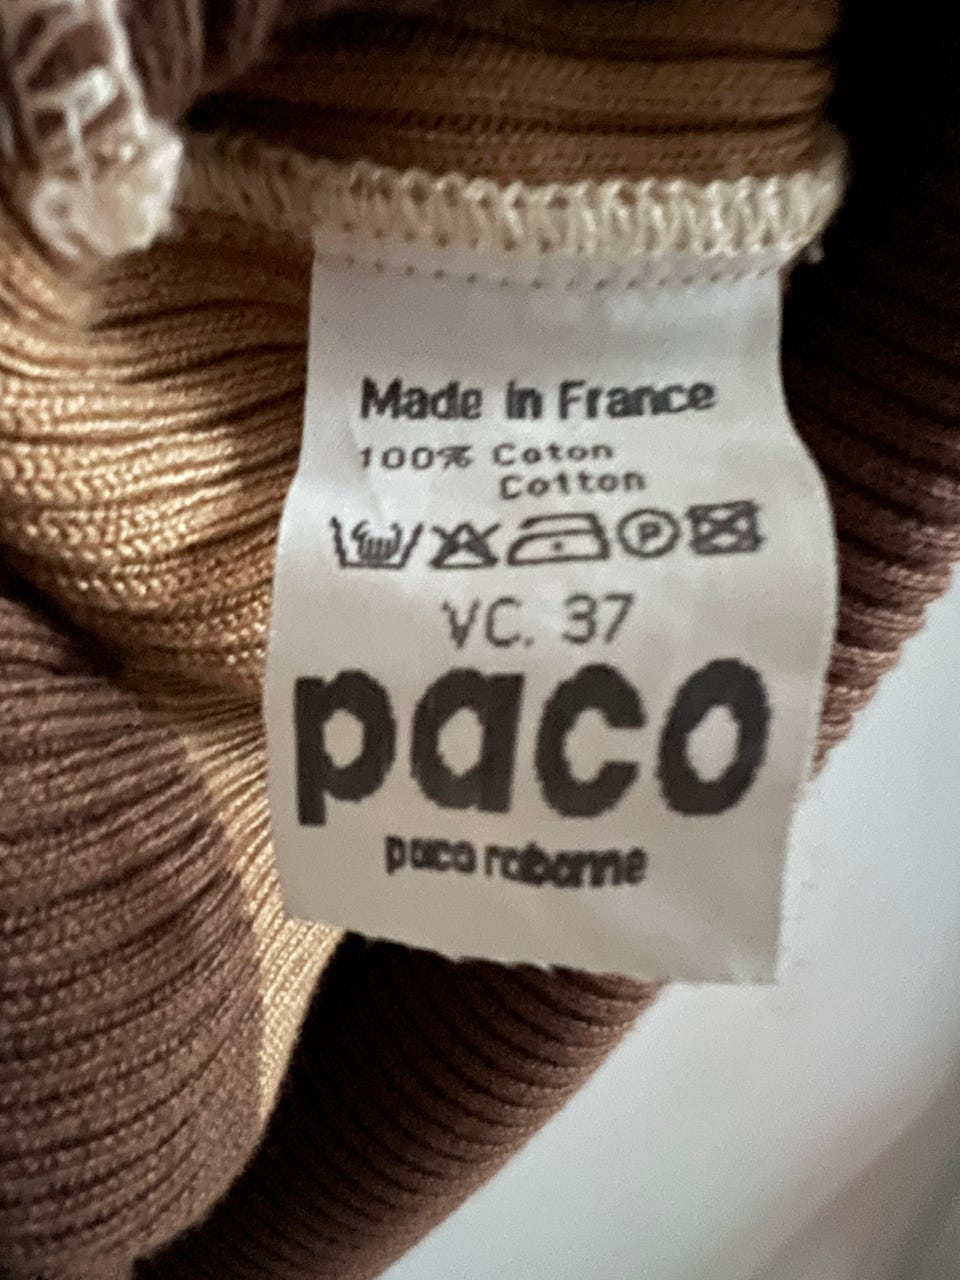 Made in France
100% Coton
Cotton
P
VC. 37
paco
paco rabanne